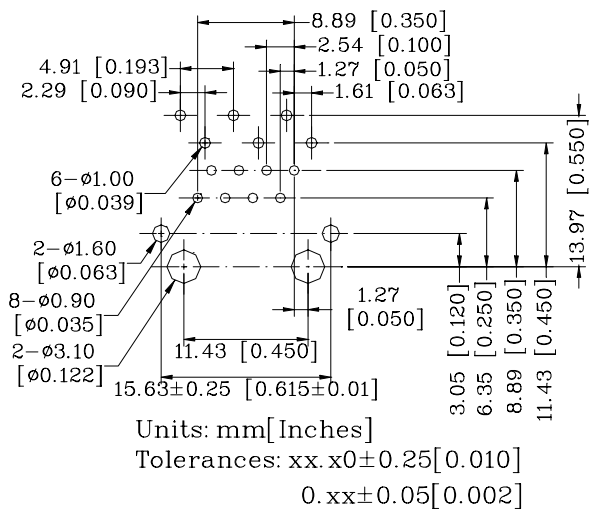 8.89 [0.350]
2.54 [0.100]
4.91 [0.193]
1.27 [0.050]
2.29 [0.090]
1.61 [0.063]
13.97 [0.550]
6-ø1.00
[ø0.039]
2-ø1.60
[ø0.063]
8-ø0.90
[ø0.035]
2-ø3.10
[ø0.122]
1.27
[0.050]
11.43 [0.450]
15.63±0.25 [0.615±0.01]
3.05 [0.120]
6.35 [0.250]
8.89 [0.350]
11.43 [0.450]
Units: mm[Inches]
Tolerances: xx.x0±0.25[0.010]
0.xx±0.05[0.002]